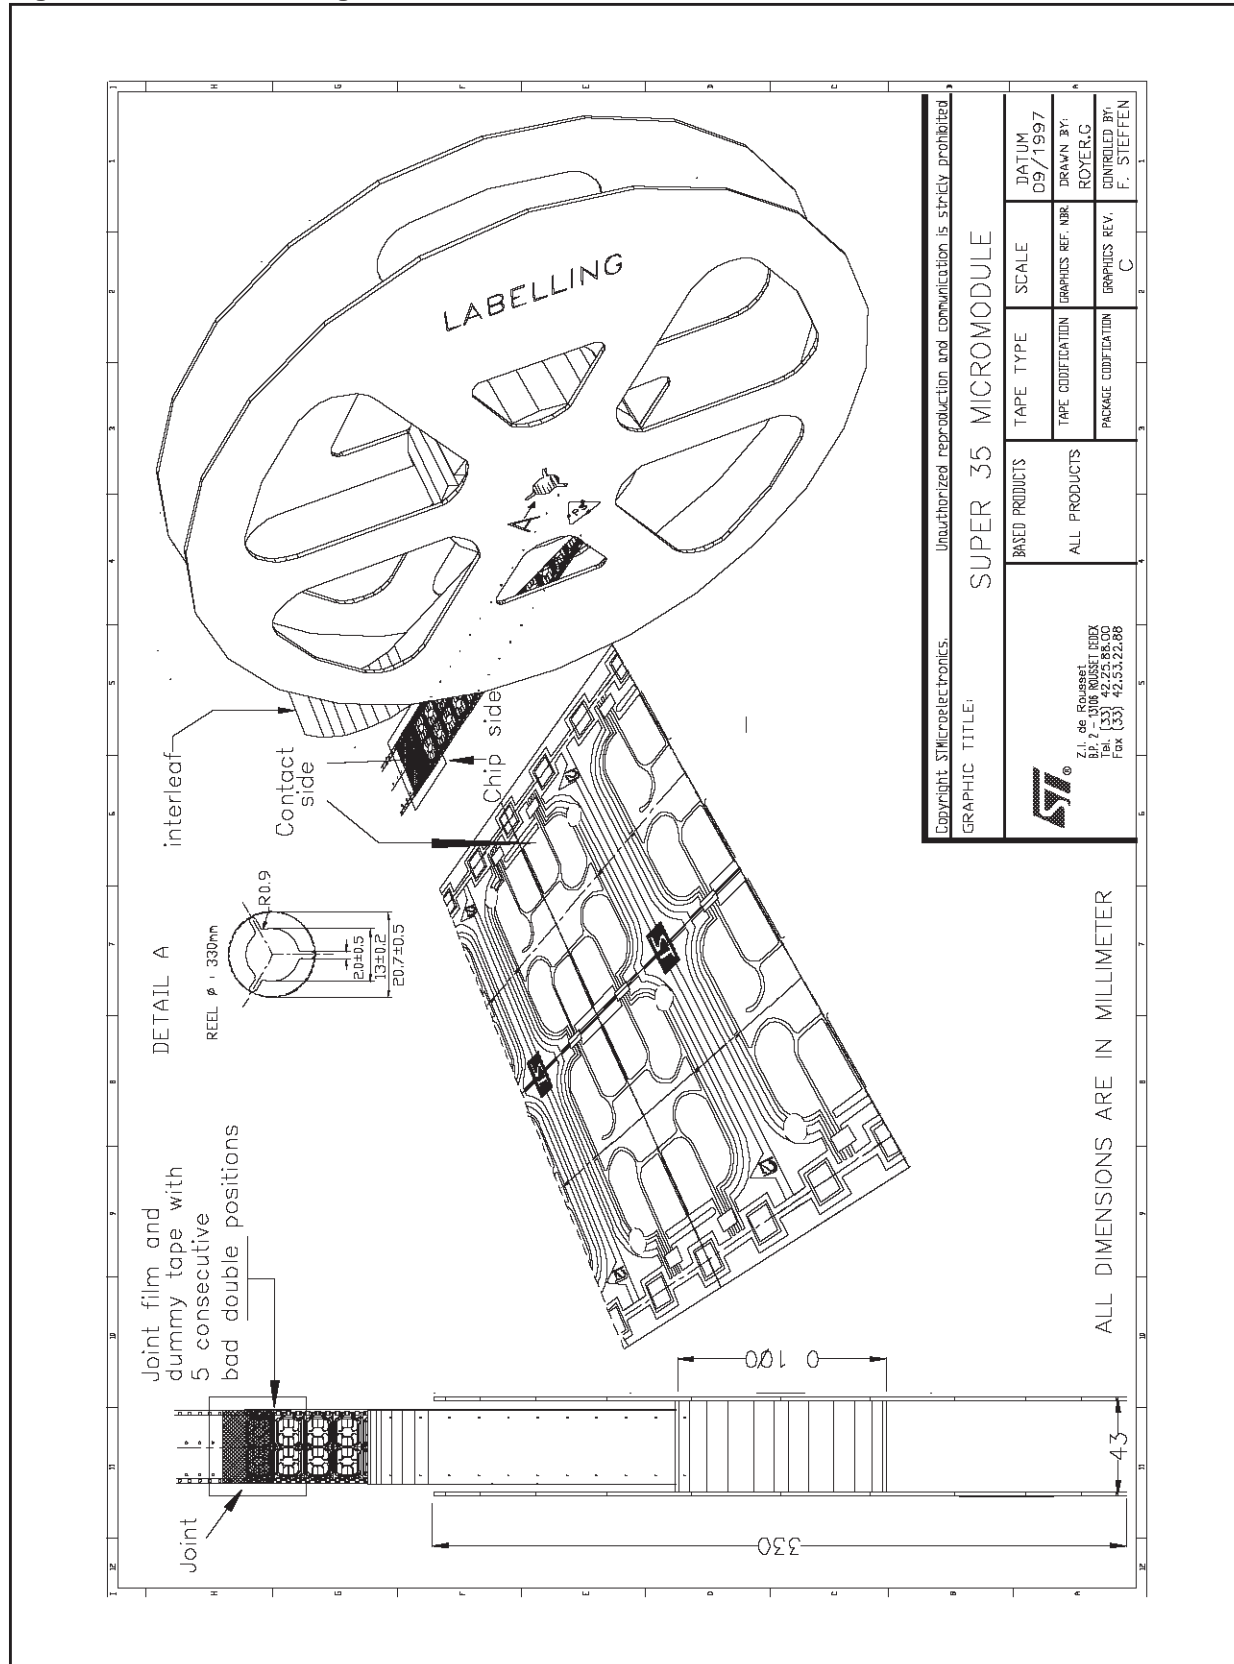 Joint film and
dummy tape with
5 consecutive
bad double positions
Joint
DETAIL A
REEL ø : 330mm
R0.9
2.0±0.5
13±0.2
20.7±0.5
interleaf
Contact
side
Chip side
LABELLING
A
330
43
O 100
ALL DIMENSIONS ARE IN MILLIMETER
Copyright STMicroelectronics. Unauthorized reproduction and communication is stricly prohibited
GRAPHIC TITLE:
SUPER 35 MICROMODULE
ST®
Z.I. de Rousset
B.P. 2 - 13106 ROUSSET CEDEX
Tel. (33) 42.25.88.00
Fax (33) 42.53.22.88
BASED PRODUCTS
ALL PRODUCTS
TAPE TYPE
TAPE CODIFICATION
PACKAGE CODIFICATION
SCALE
GRAPHICS REF. NBR.
GRAPHICS REV.
C
DATUM
09/1997
DRAWN BY:
ROYER.G
CONTROLED BY:
F. STEFFEN